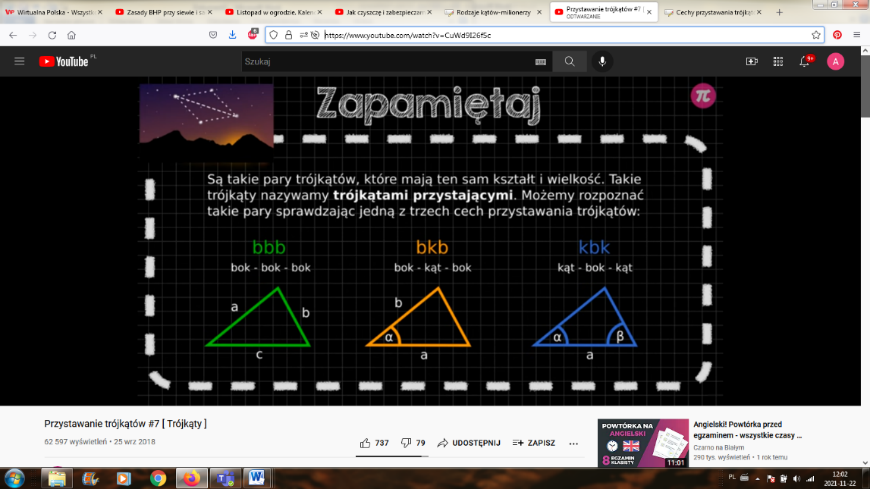 Wirtualna Polska - Wszystko
Zasady BHP przy siewie i sa
Listopad w ogrodzie, Kalen
Jak czyścić i zabezpieczać
Rodzaje kątów-milionerzy
Przystawanie trójkątów #7 [
ODTWARZANIE
Cechy przystawania trójkąt
https://www.youtube.com/watch?v=CuWd9I26f5c
YouTube PL
Szukaj
9+
A
Zapamiętaj
π
Są takie pary trójkątów, które mają ten sam kształt i wielkość. Takie
trójkąty nazywamy trójkątami przystającymi. Możemy rozpoznać
takie pary sprawdzając jedną z trzech cech przystawania trójkątów:
bbb bkb kbk
bok - bok - bok bok - kąt - bok kąt - bok - kąt
a b b
α α β
c a a
Przystawanie trójkątów #7 [ Trójkąty ]
62 597 wyświetleń • 25 wrz 2018
737 79 UDOSTĘPNIJ ZAPISZ
POWTÓRKA NA
ANGIELSKI
8 EGZAMIN
KLASISTY
11:01
Angielski! Powtórka przed
egzaminem - wszystkie czasy ...
Czarno na Białym
290 tys. wyświetleń • 1 rok temu
PL
12:02
2021-11-22